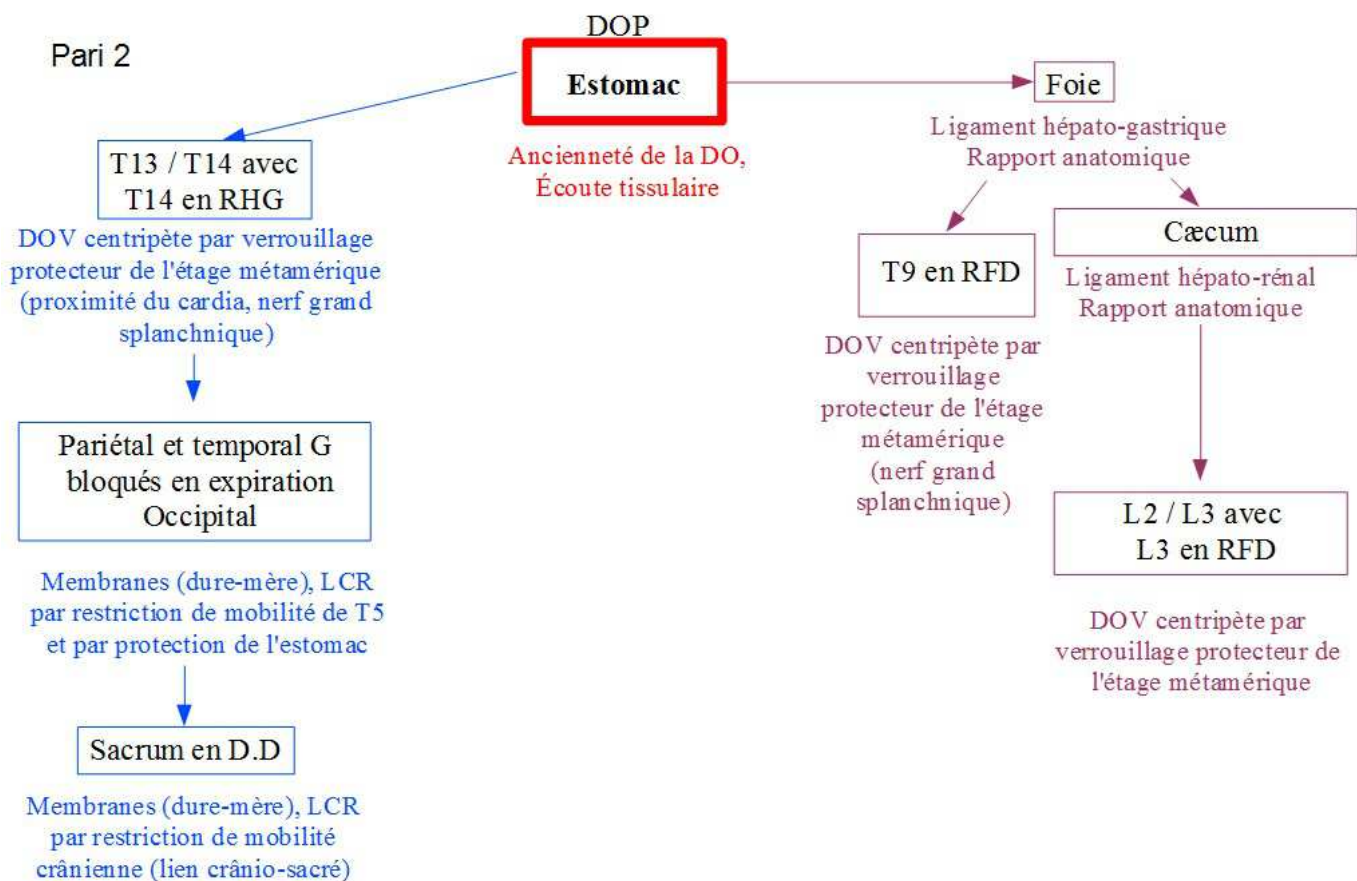 Pari 2
DOP
Estomac
Ancienneté de la DO,
Écoute tissulaire
T13 / T14 avec
T14 en RHG
DOV centripète par verrouillage
protecteur de l'étage métamérique
(proximité du cardia, nerf grand
splanchnique)
Pariétal et temporal G
bloqués en expiration
Occipital
Membranes (dure-mère), LCR
par restriction de mobilité de T5
et par protection de l'estomac
Sacrum en D.D
Membranes (dure-mère), LCR
par restriction de mobilité
crânienne (lien crânio-sacré)
Foie
Ligament hépato-gastrique
Rapport anatomique
T9 en RFD
DOV centripète par
verrouillage
protecteur de l'étage
métamérique
(nerf grand
splanchnique)
Cæcum
Ligament hépato-rénal
Rapport anatomique
L2 / L3 avec
L3 en RFD
DOV centripète par
verrouillage protecteur de
l'étage métamérique